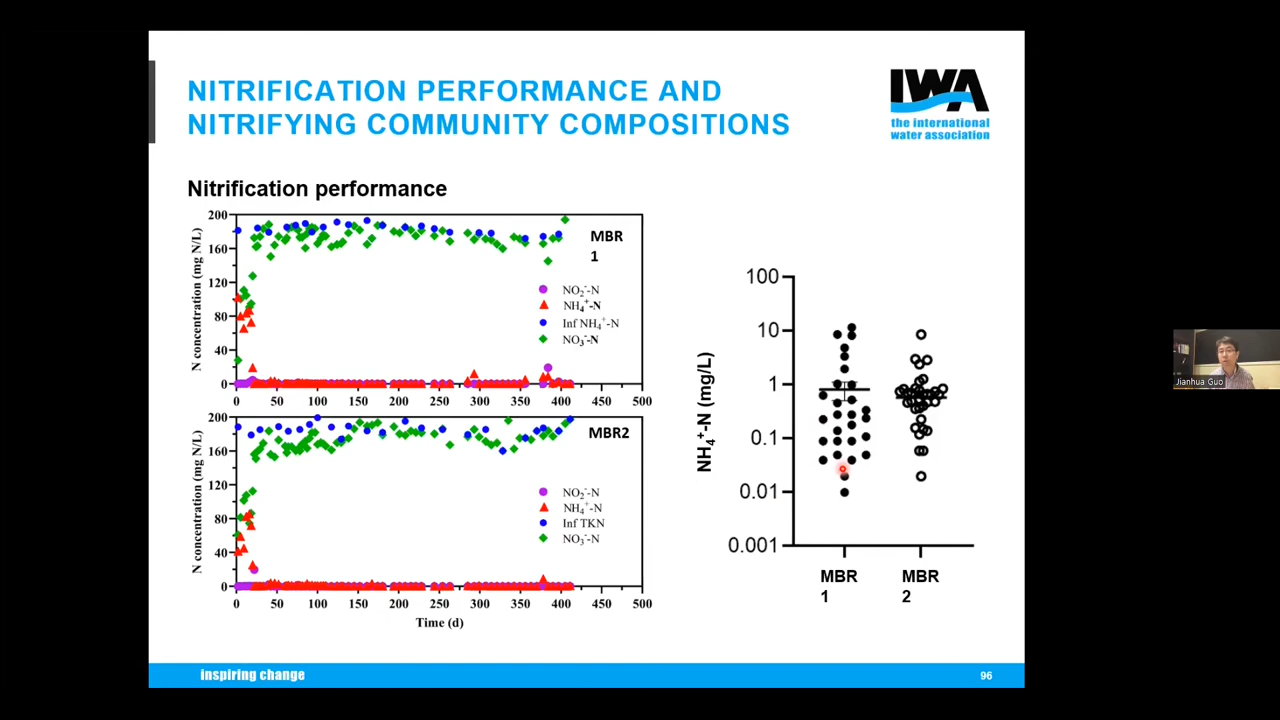 NITRIFICATION PERFORMANCE AND
NITRIFYING COMMUNITY COMPOSITIONS
IWA
the international
water association
Nitrification performance
N concentration (mg N/L)
200
160
120
80
40
0
MBR
1
NO₂⁻-N
NH₄⁺-N
Inf NH₄⁺-N
NO₃⁻-N
0 50 100 150 200 250 300 350 400 450 500
N concentration (mg N/L)
200
160
120
80
40
0
MBR2
NO₂⁻-N
NH₄⁺-N
Inf TKN
NO₃⁻-N
0 50 100 150 200 250 300 350 400 450 500
Time (d)
NH₄⁺-N (mg/L)
100
10
1
0.1
0.01
0.001
MBR
1
MBR
2
Jianhua Guo
inspiring change
96